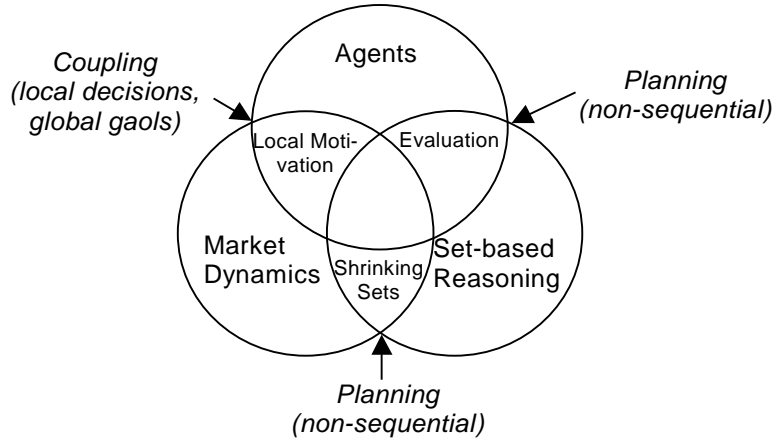 Agents
Coupling
(local decisions,
global gaols)
Planning
(non-sequential)
Local Moti-
vation
Evaluation
Market
Dynamics
Set-based
Reasoning
Shrinking
Sets
Planning
(non-sequential)